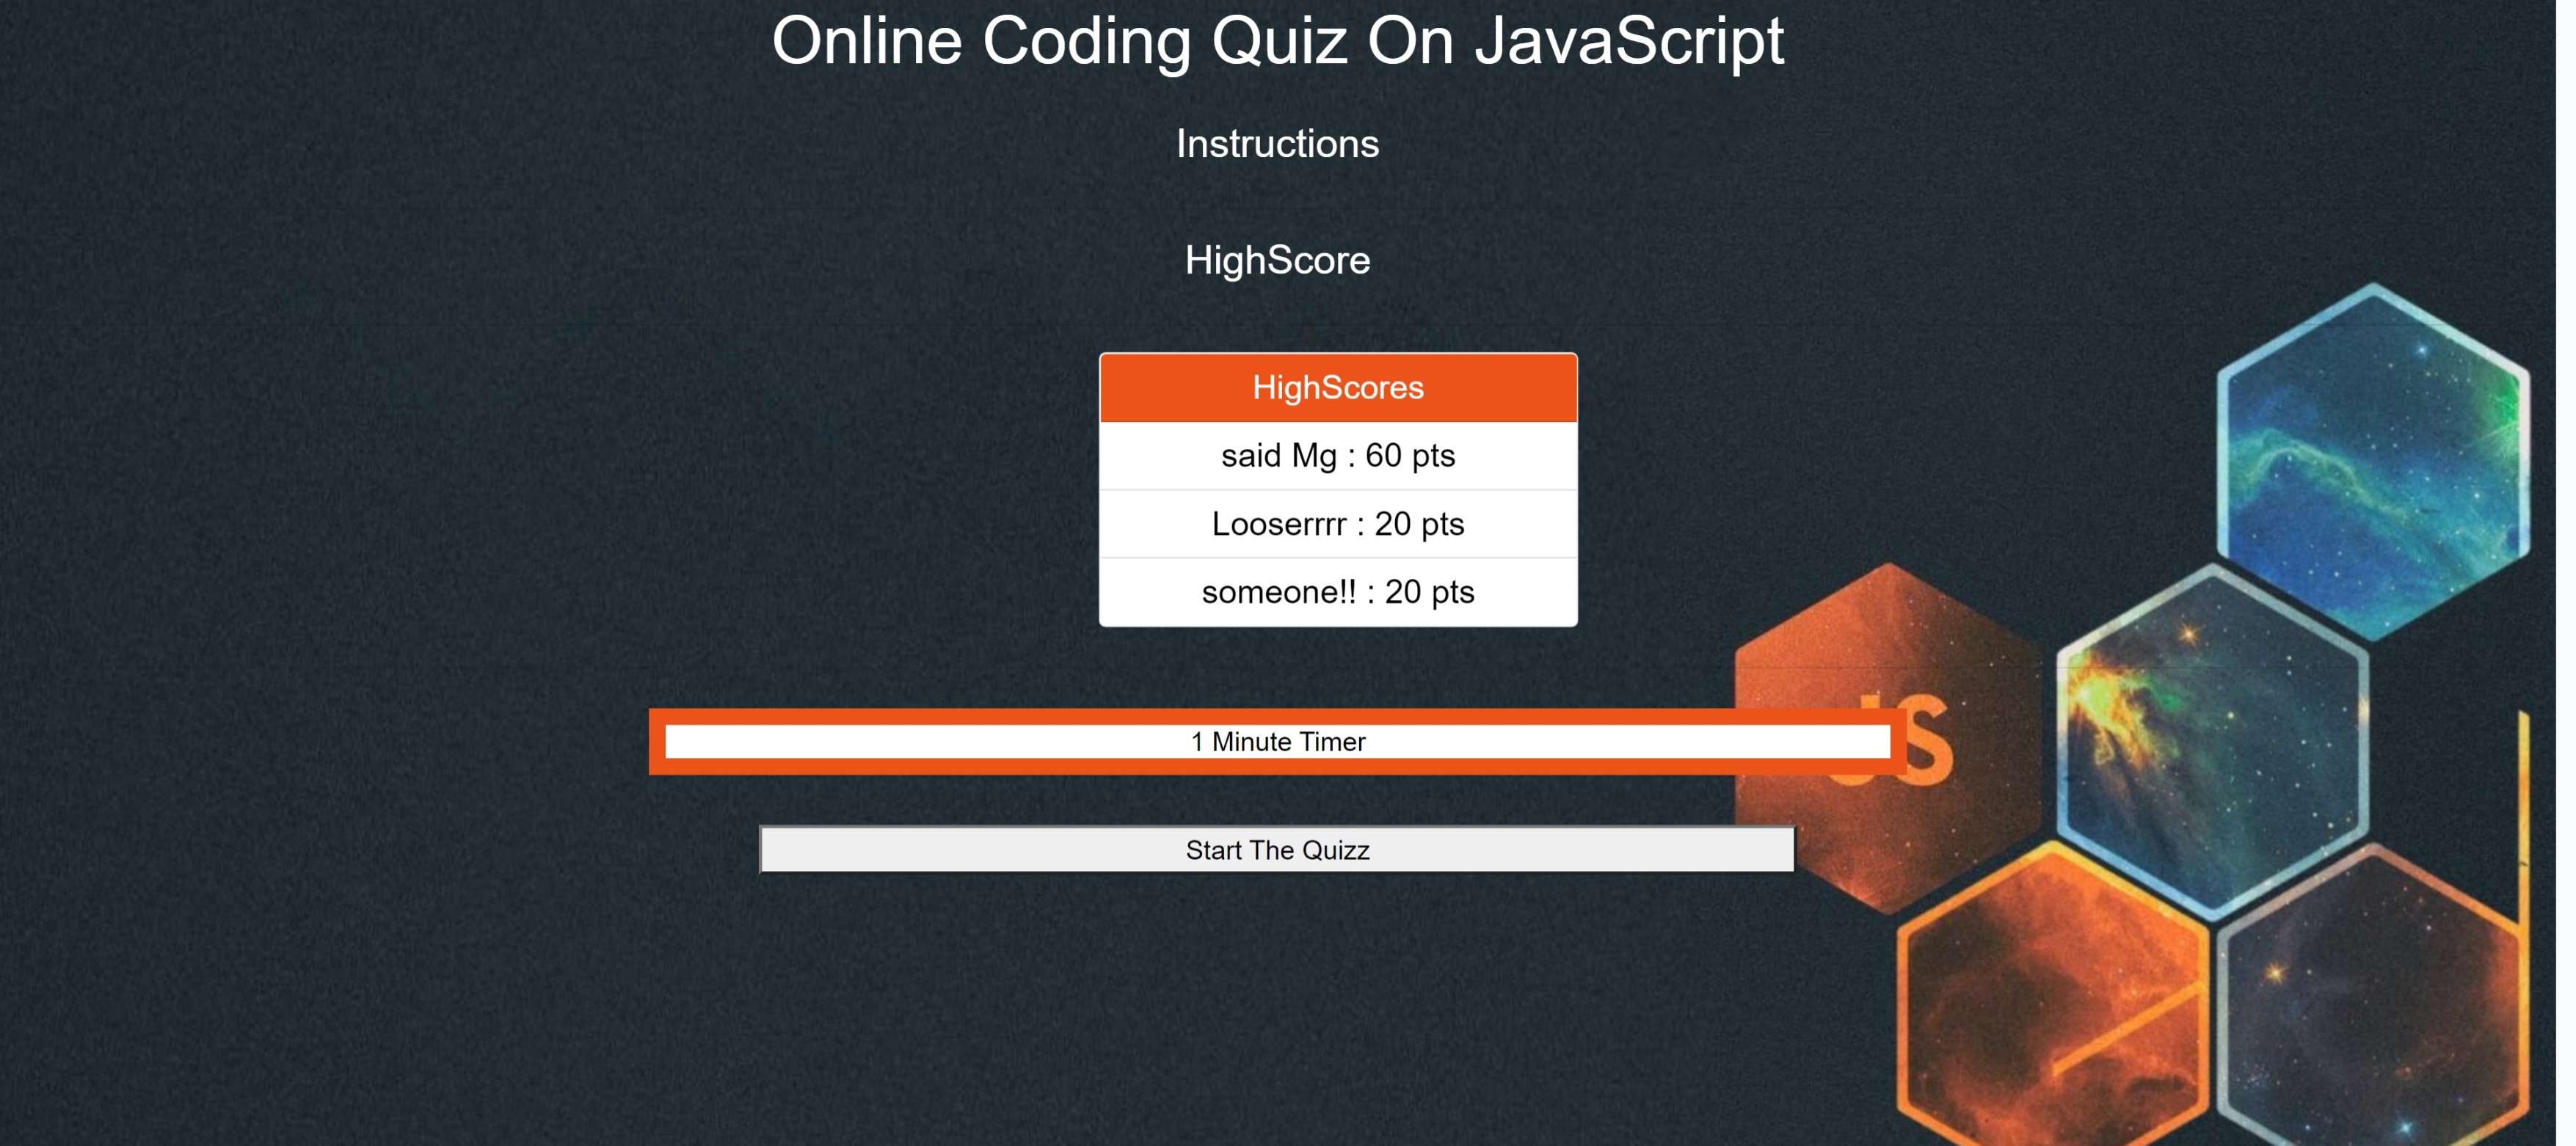 Online Coding Quiz On JavaScript
Instructions
HighScore
HighScores
said Mg : 60 pts
Looserrrr : 20 pts
someone!! : 20 pts
1 Minute Timer
JS
Start The Quizz